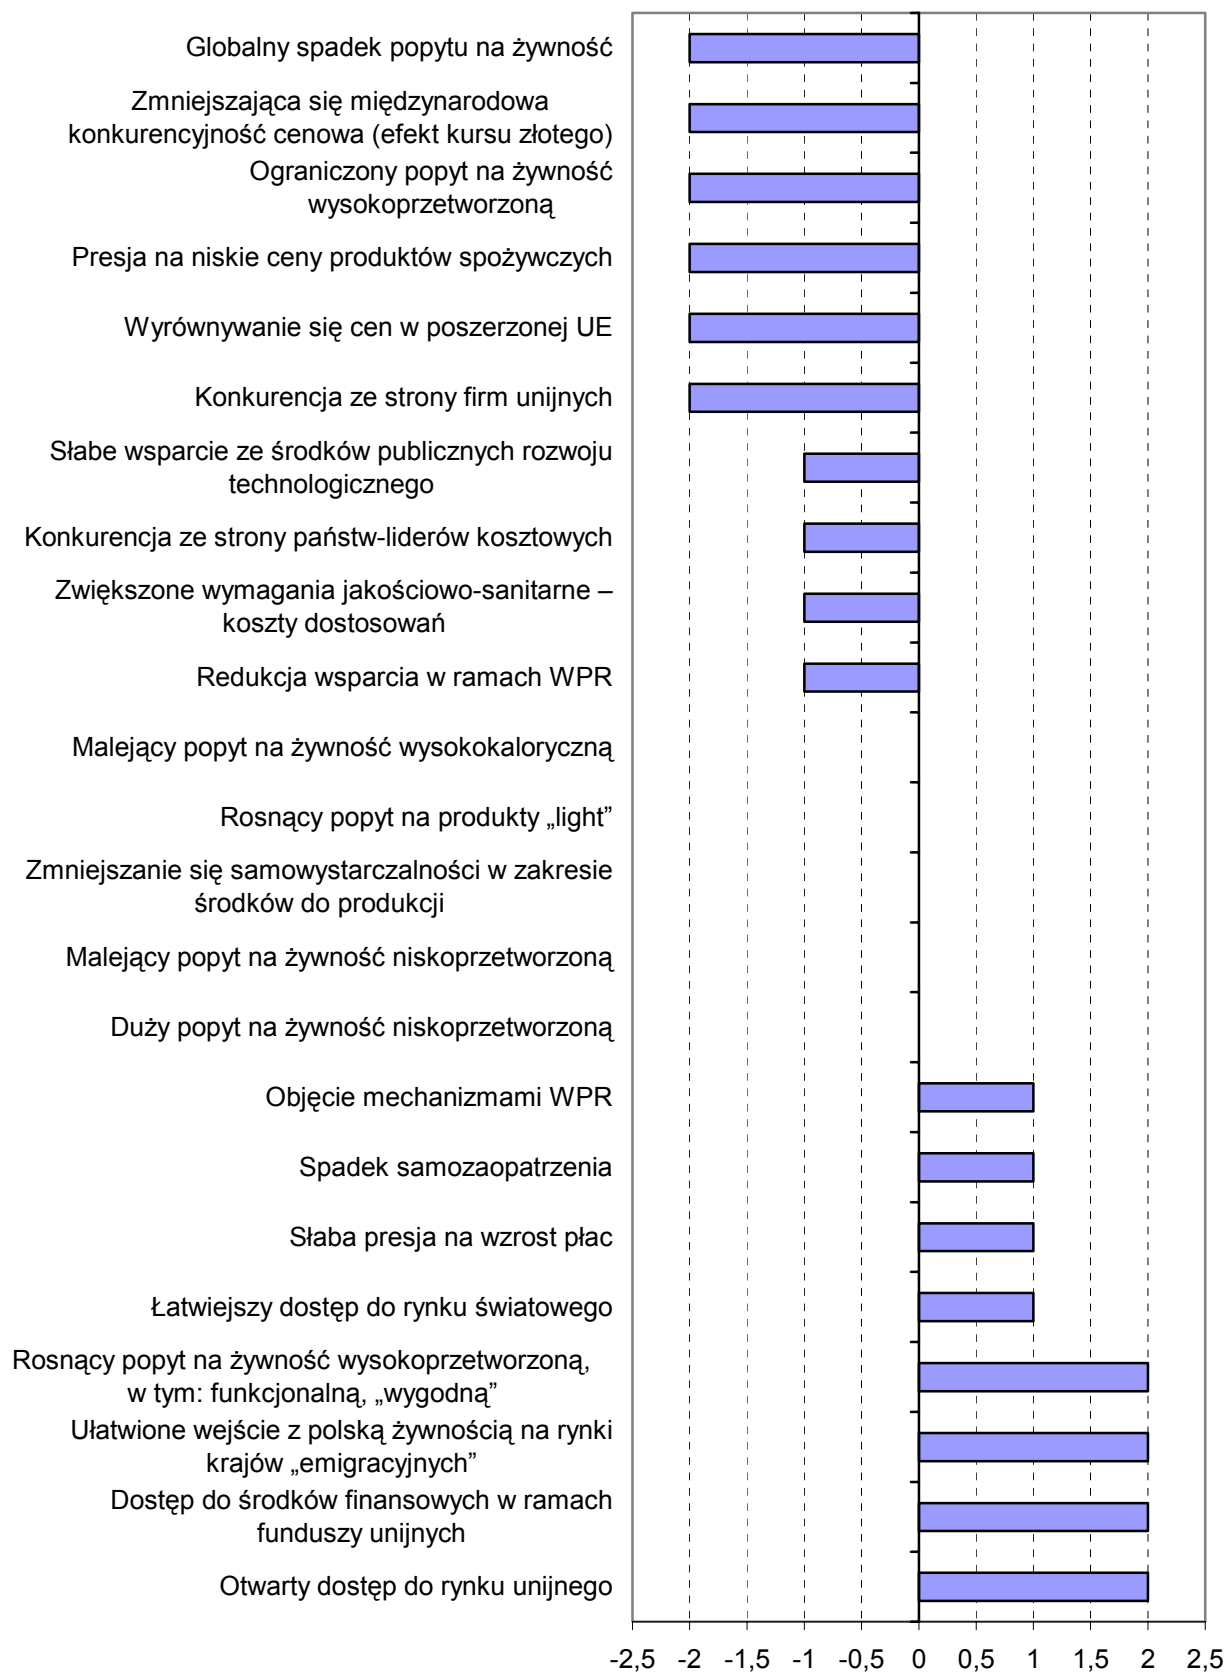 Globalny spadek popytu na żywność
Zmniejszająca się międzynarodowa
konkurencyjność cenowa (efekt kursu złotego)
Ograniczony popyt na żywność
wysokoprzetworzoną
Presja na niskie ceny produktów spożywczych
Wyrównywanie się cen w poszerzonej UE
Konkurencja ze strony firm unijnych
Słabe wsparcie ze środków publicznych rozwoju
technologicznego
Konkurencja ze strony państw-liderów kosztowych
Zwiększone wymagania jakościowo-sanitarne –
koszty dostosowań
Redukcja wsparcia w ramach WPR
Malejący popyt na żywność wysokokaloryczną
Rosnący popyt na produkty „light”
Zmniejszanie się samowystarczalności w zakresie
środków do produkcji
Malejący popyt na żywność niskoprzetworzoną
Duży popyt na żywność niskoprzetworzoną
Objęcie mechanizmami WPR
Spadek samozaopatrzenia
Słaba presja na wzrost płac
Łatwiejszy dostęp do rynku światowego
Rosnący popyt na żywność wysokoprzetworzoną,
w tym: funkcjonalną, „wygodną”
Ułatwione wejście z polską żywnością na rynki
krajów „emigracyjnych”
Dostęp do środków finansowych w ramach
funduszy unijnych
Otwarty dostęp do rynku unijnego
-2,5 -2 -1,5 -1 -0,5 0 0,5 1 1,5 2 2,5